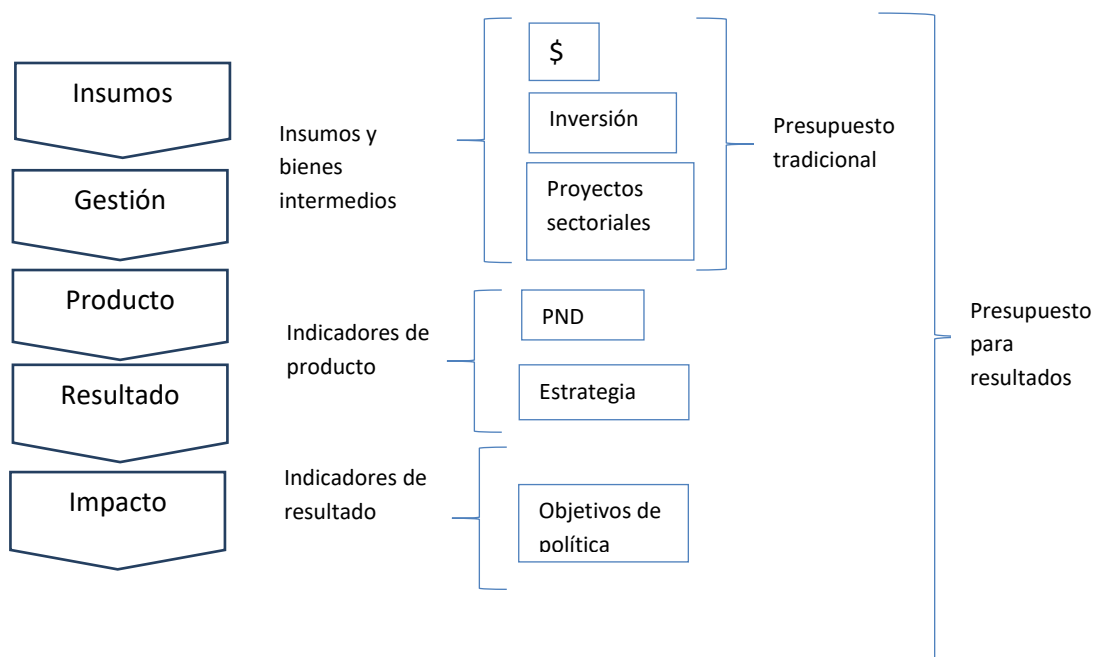 Insumos
Gestión
Producto
Resultado
Impacto
Insumos y
bienes
intermedios
Indicadores de
producto
Indicadores de
resultado
$
Inversión
Proyectos
sectoriales
PND
Estrategia
Objetivos de
política
Presupuesto
tradicional
Presupuesto
para
resultados